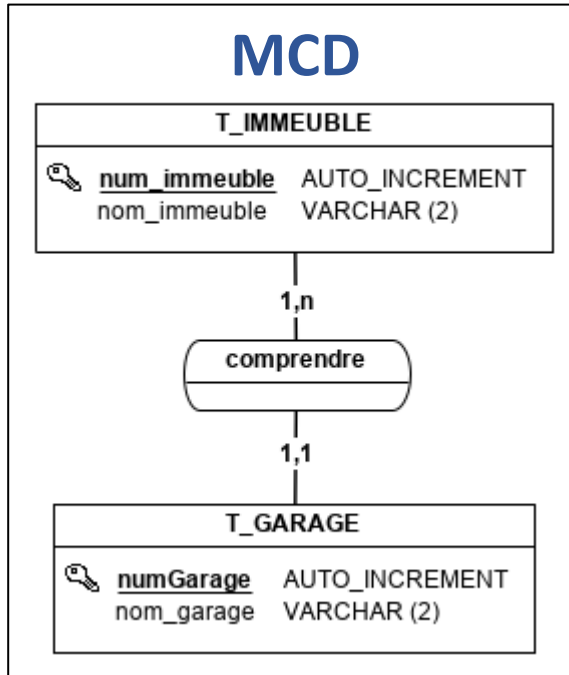 MCD
T_IMMEUBLE
num_immeuble AUTO_INCREMENT
nom_immeuble VARCHAR (2)
1,n
comprendre
1,1
T_GARAGE
numGarage AUTO_INCREMENT
nom_garage VARCHAR (2)